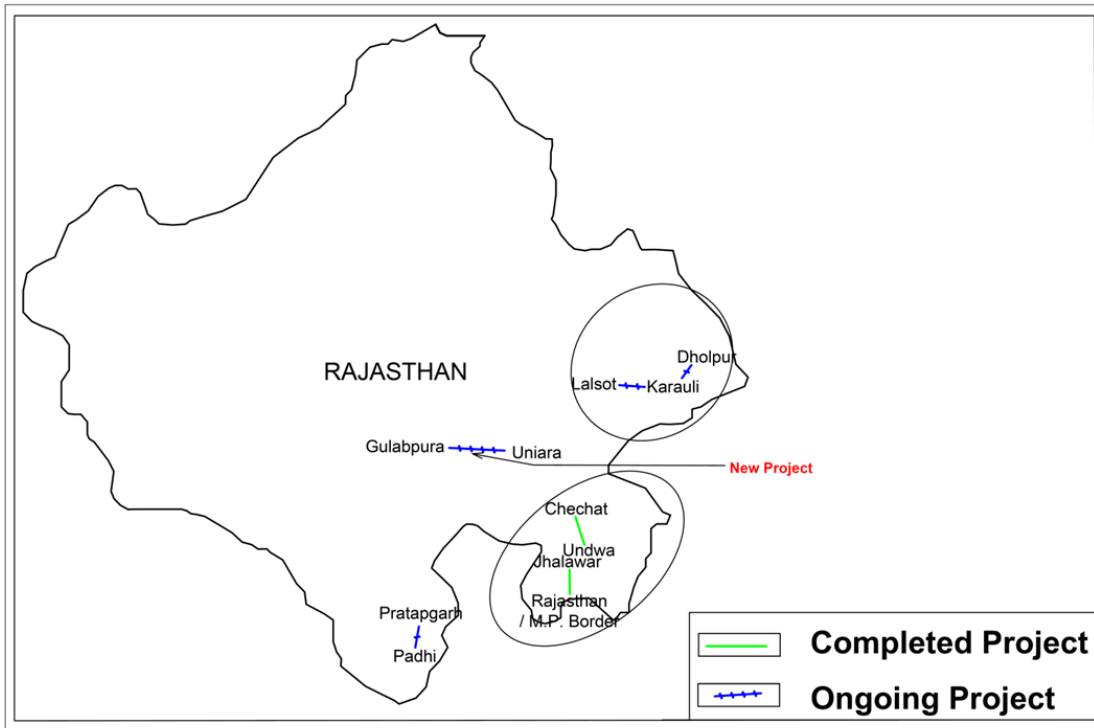 Dholpur
RAJASTHAN
Lalsot
Karauli
Gulabpura
Uniara
New Project
Chechat
Undwa
Jhalawar
Rajasthan
/ M.P. Border
Pratapgarh
Padhi
Completed Project
Ongoing Project